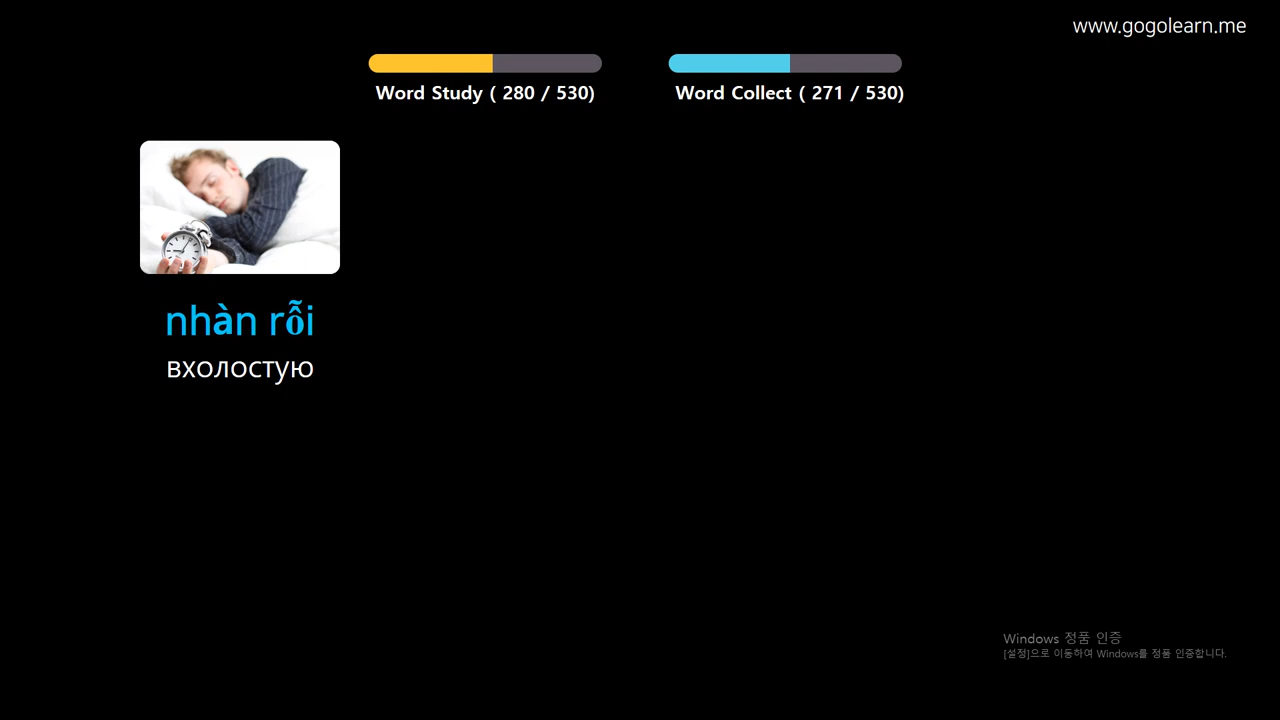 www.gogolearn.me
Word Study ( 280 / 530)
Word Collect ( 271 / 530)
nhàn rỗi
вхолостую
Windows 정품 인증
[설정]으로 이동하여 Windows를 정품 인증합니다.